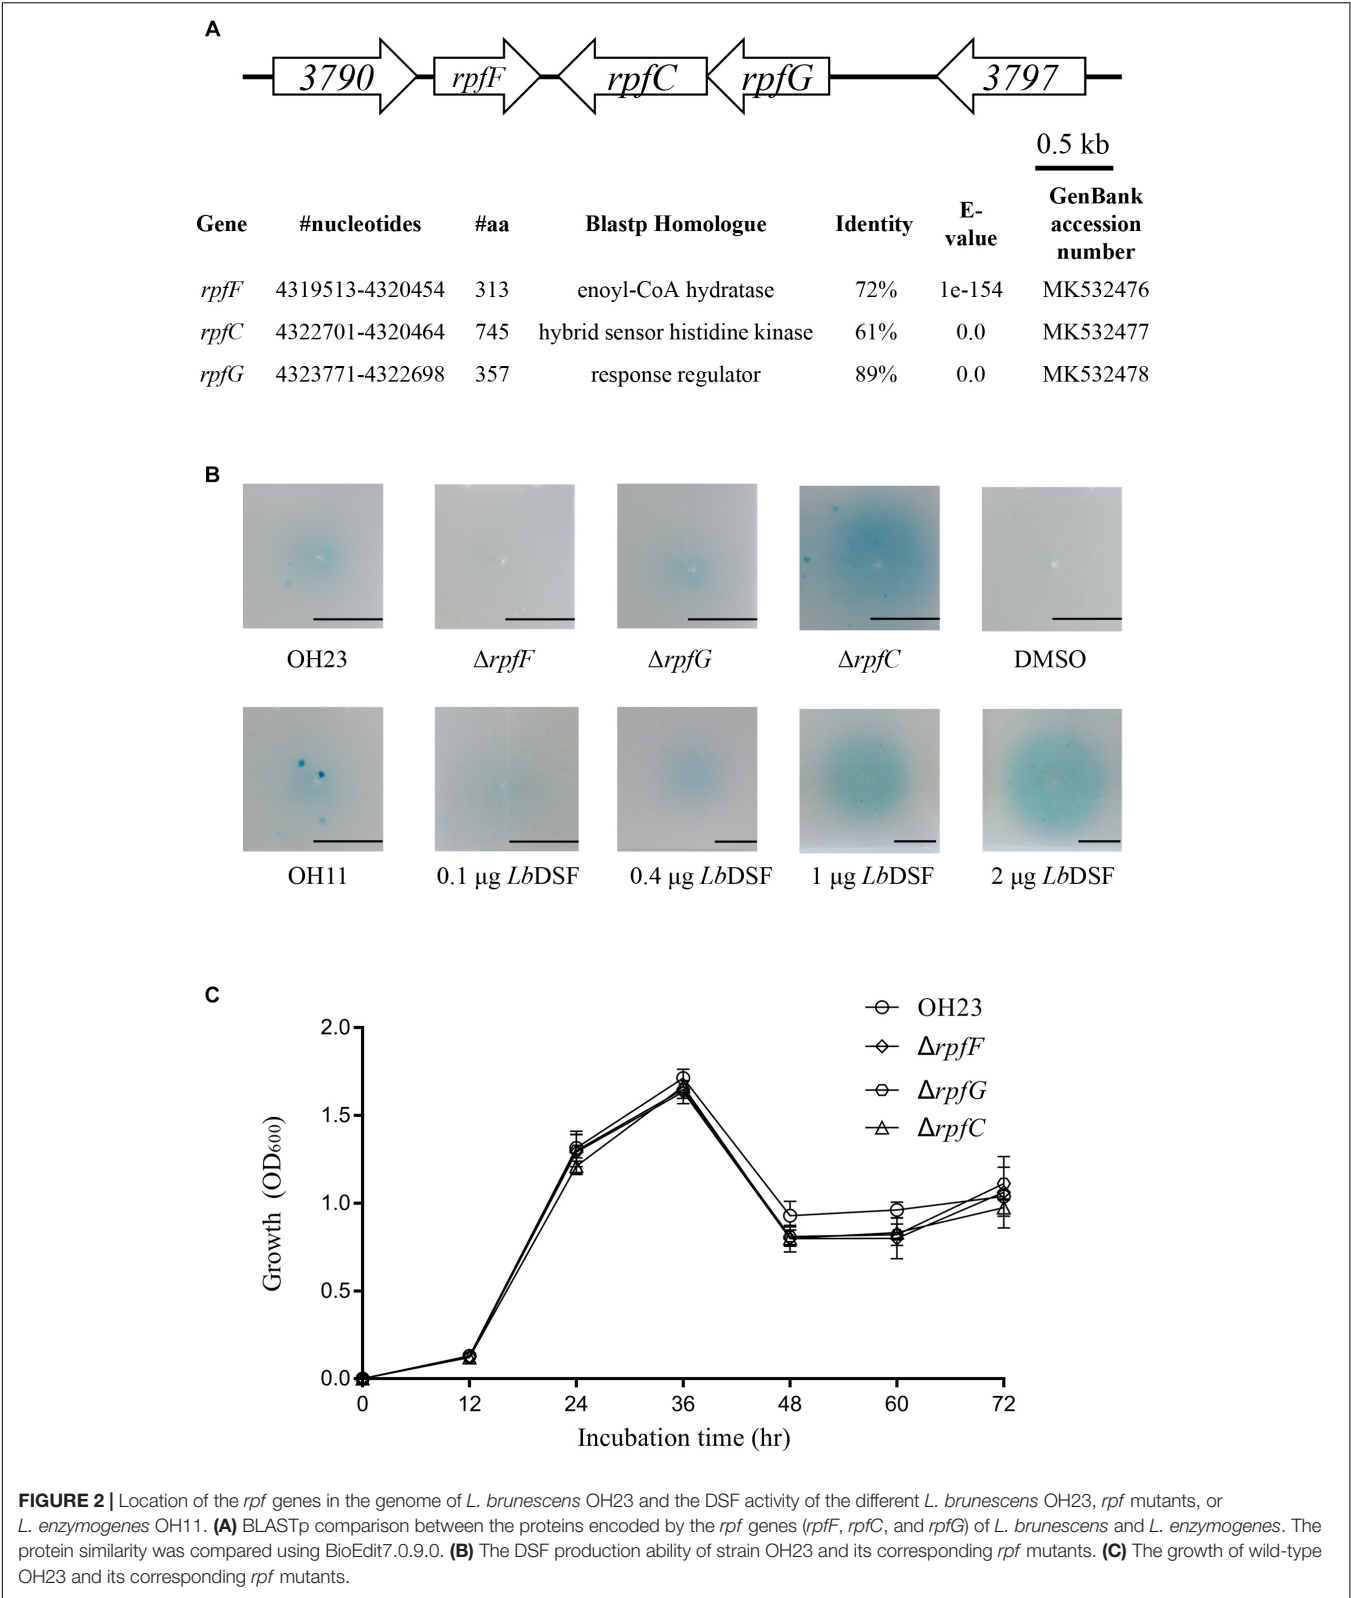 A
3790 rpfF rpfC rpfG 3797
0.5 kb
Gene #nucleotides #aa Blastp Homologue Identity E-value GenBank accession number
rpfF 4319513-4320454 313 enoyl-CoA hydratase 72% 1e-154 MK532476
rpfC 4322701-4320464 745 hybrid sensor histidine kinase 61% 0.0 MK532477
rpfG 4323771-4322698 357 response regulator 89% 0.0 MK532478
B
OH23 ΔrpfF ΔrpfG ΔrpfC DMSO
OH11 0.1 μg LbDSF 0.4 μg LbDSF 1 μg LbDSF 2 μg LbDSF
C
OH23
ΔrpfF
ΔrpfG
ΔrpfC
2.0
1.5
1.0
0.5
0.0
Growth (OD600)
0 12 24 36 48 60 72
Incubation time (hr)
FIGURE 2 | Location of the rpf genes in the genome of L. brunescens OH23 and the DSF activity of the different L. brunescens OH23, rpf mutants, or
L. enzymogenes OH11. (A) BLASTp comparison between the proteins encoded by the rpf genes (rpfF, rpfC, and rpfG) of L. brunescens and L. enzymogenes. The
protein similarity was compared using BioEdit7.0.9.0. (B) The DSF production ability of strain OH23 and its corresponding rpf mutants. (C) The growth of wild-type
OH23 and its corresponding rpf mutants.